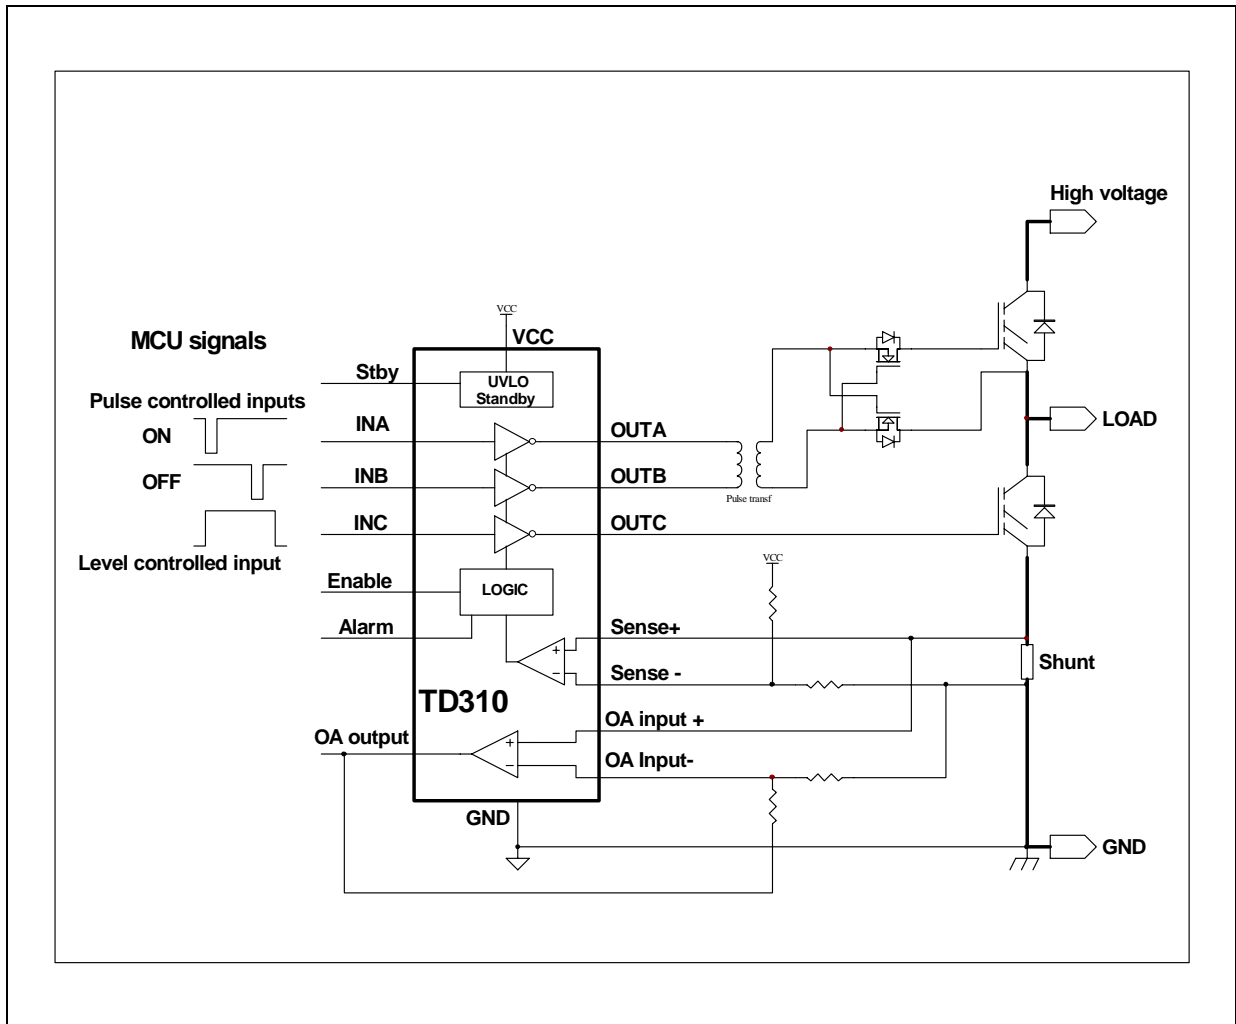 High voltage
VCC
MCU signals
VCC
Stby
UVLO
Standby
Pulse controlled inputs
ON
INA
OUTA
LOAD
OFF
INB
OUTB
Pulse transf
INC
OUTC
Level controlled input
VCC
Enable
LOGIC
Alarm
Sense+
+
−
Shunt
Sense -
TD310
OA input +
OA output
+
−
OA Input-
GND
GND